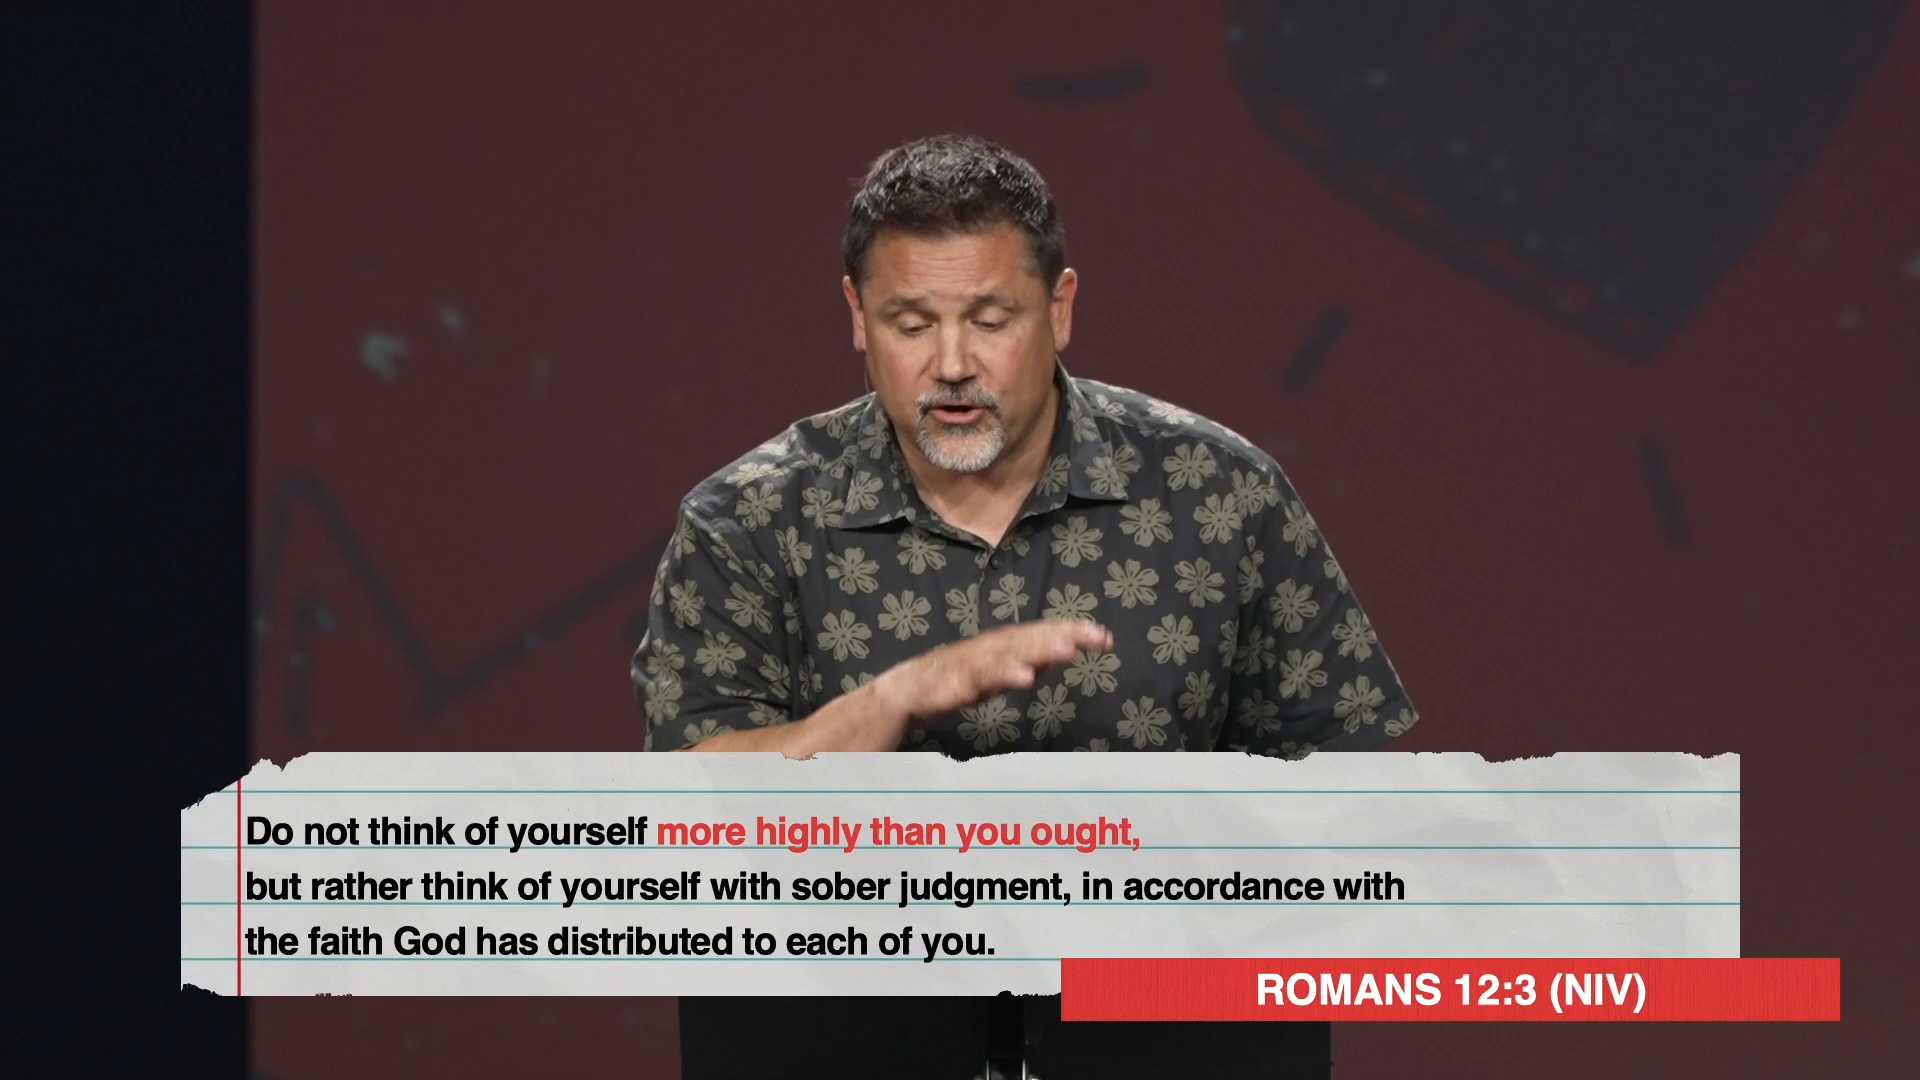 Do not think of yourself more highly than you ought,
but rather think of yourself with sober judgment, in accordance with
the faith God has distributed to each of you.
ROMANS 12:3 (NIV)